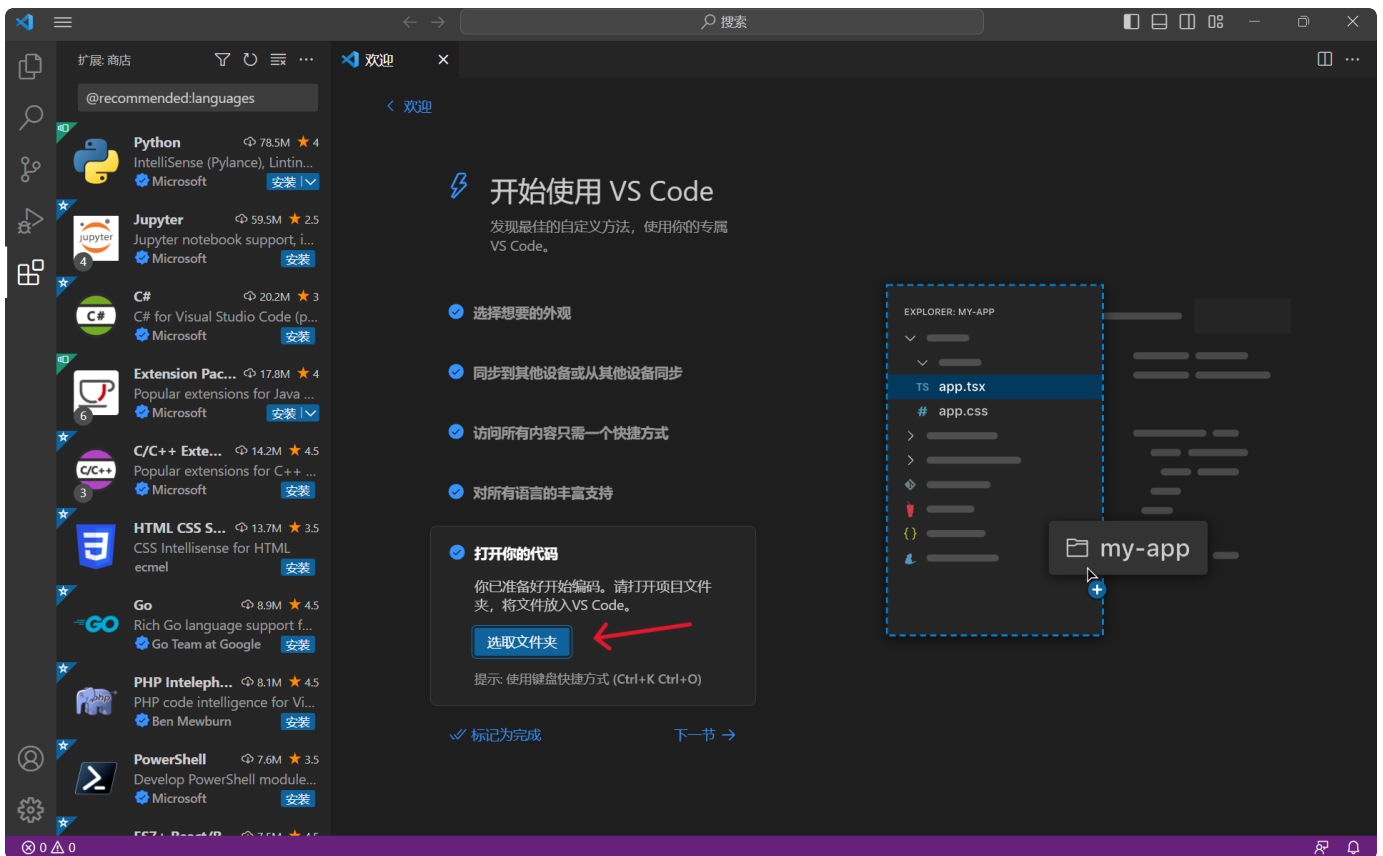 搜索
扩展: 商店
@recommended:languages
Python 78.5M 4
IntelliSense (Pylance), Lintin...
Microsoft 安装
Jupyter 59.5M 2.5
Jupyter notebook support, i...
Microsoft 安装
jupyter
4
C# 20.2M 3
C# for Visual Studio Code (p...
Microsoft 安装
C#
Extension Pac... 17.8M 4
Popular extensions for Java ...
Microsoft 安装
6
C/C++ Exte... 14.2M 4.5
Popular extensions for C++ ...
Microsoft 安装
C/C++
3
HTML CSS S... 13.7M 3.5
CSS Intellisense for HTML
ecmel 安装
Go 8.9M 4.5
Rich Go language support f...
Go Team at Google 安装
GO
PHP Inteleph... 8.1M 4.5
PHP code intelligence for Vi...
Ben Mewburn 安装
php
PowerShell 7.6M 3.5
Develop PowerShell module...
Microsoft 安装
0 0
欢迎
欢迎
开始使用 VS Code
发现最佳的自定义方法，使用你的专属
VS Code。
选择想要的外观
同步到其他设备或从其他设备同步
访问所有内容只需一个快捷方式
对所有语言的丰富支持
打开你的代码
你已准备好开始编码。请打开项目文件
夹，将文件放入VS Code。
选取文件夹
提示: 使用键盘快捷方式 (Ctrl+K Ctrl+O)
标记为完成 下一节
EXPLORER: MY-APP
TS app.tsx
# app.css
{ }
my-app